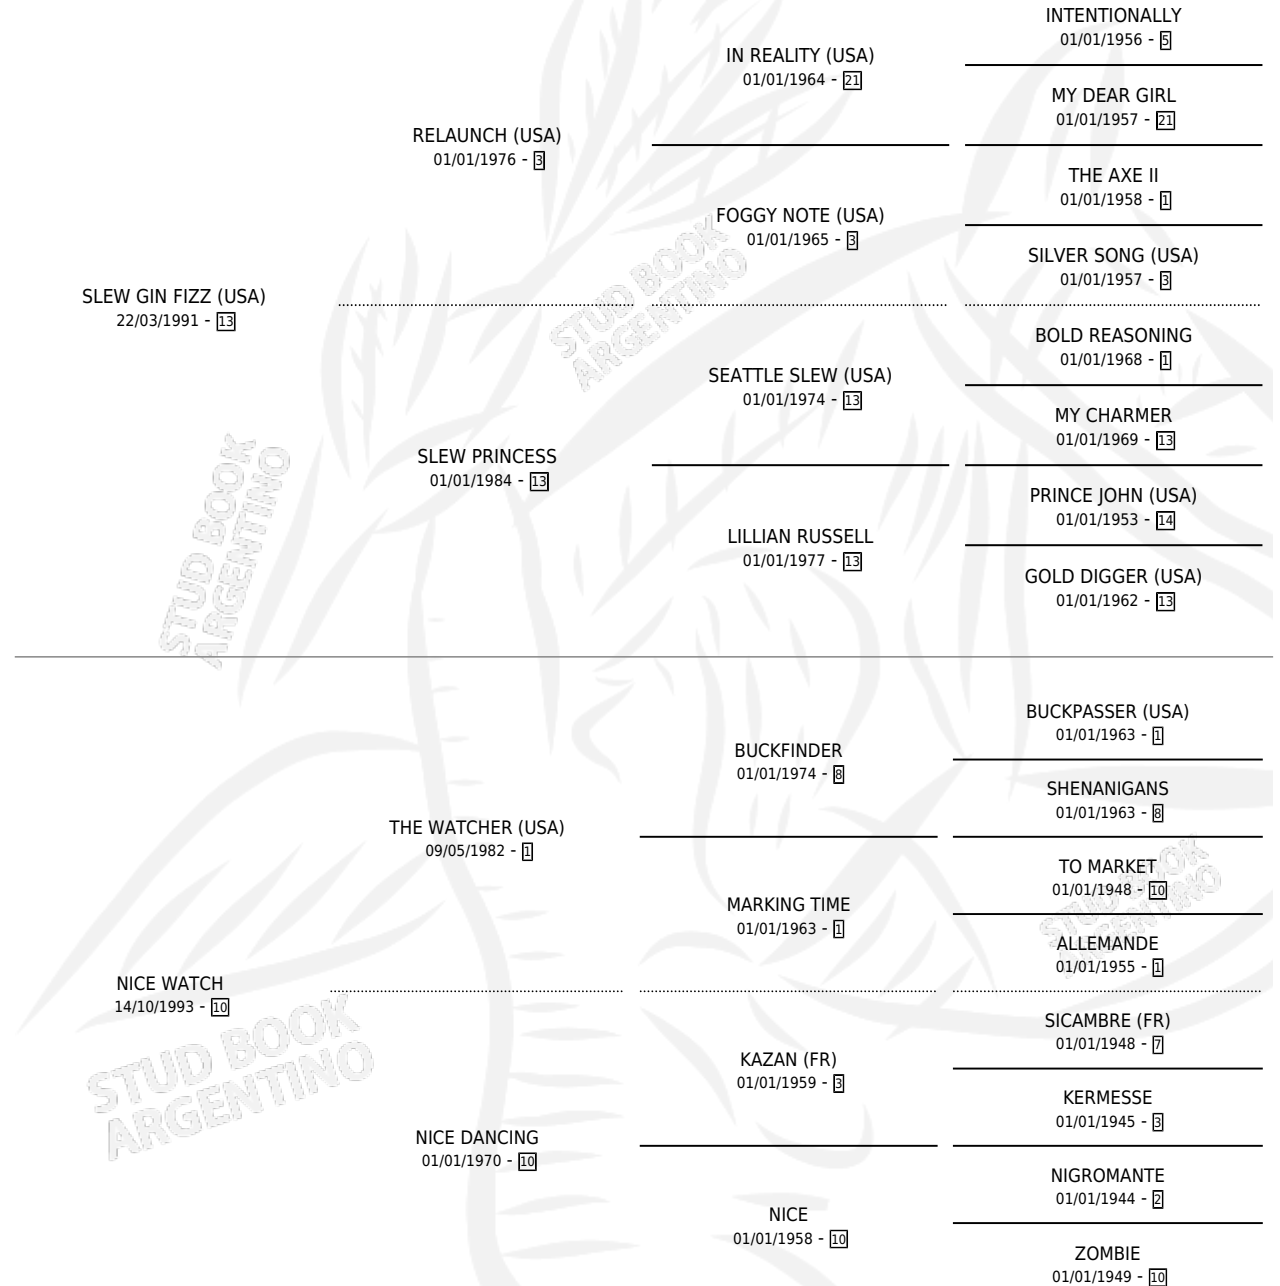 INTENTIONALLY
01/01/1956 - 5
IN REALITY (USA)
01/01/1964 - 21
MY DEAR GIRL
01/01/1957 - 21
RELAUNCH (USA)
01/01/1976 - 3
THE AXE II
01/01/1958 - 1
FOGGY NOTE (USA)
01/01/1965 - 3
SILVER SONG (USA)
01/01/1957 - 3
SLEW GIN FIZZ (USA)
22/03/1991 - 13
BOLD REASONING
01/01/1968 - 1
SEATTLE SLEW (USA)
01/01/1974 - 13
MY CHARMER
01/01/1969 - 13
SLEW PRINCESS
01/01/1984 - 13
PRINCE JOHN (USA)
01/01/1953 - 14
LILLIAN RUSSELL
01/01/1977 - 13
GOLD DIGGER (USA)
01/01/1962 - 13
BUCKPASSER (USA)
01/01/1963 - 1
BUCKFINDER
01/01/1974 - 8
SHENANIGANS
01/01/1963 - 8
THE WATCHER (USA)
09/05/1982 - 1
TO MARKET
01/01/1948 - 10
MARKING TIME
01/01/1963 - 1
ALLEMANDE
01/01/1955 - 1
NICE WATCH
14/10/1993 - 10
SICAMBRE (FR)
01/01/1948 - 7
KAZAN (FR)
01/01/1959 - 3
KERMESSE
01/01/1945 - 3
NICE DANCING
01/01/1970 - 10
NIGROMANTE
01/01/1944 - 2
NICE
01/01/1958 - 10
ZOMBIE
01/01/1949 - 10
STUD BOOK
ARGENTINO
STUD BOOK
ARGENTINO
STUD BOOK
ARGENTINO
STUD BOOK
ARGENTINO